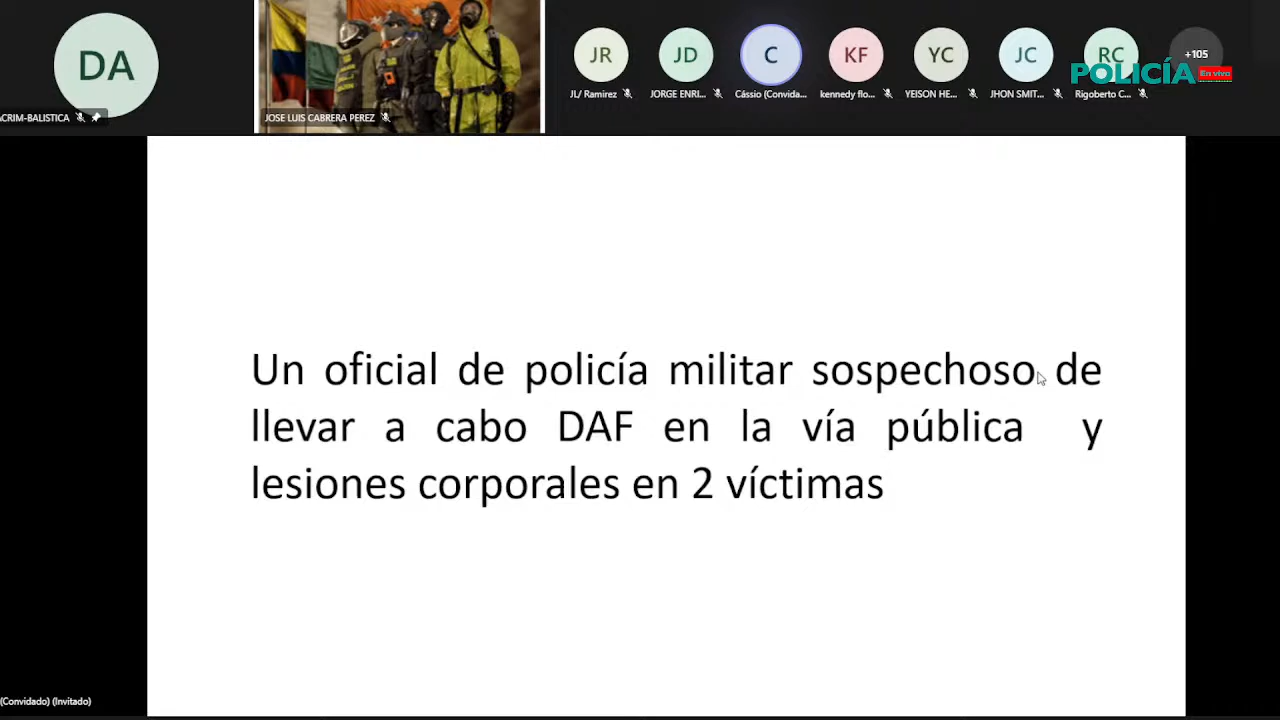 DA
JR
JD
C
KF
YC
JC
RC
+105
POLICÍA En vivo
ACRIM-BALISTICA
JOSE LUIS CABRERA PEREZ
JL/ Ramirez
JORGE ENRI...
Cássio (Convida...
kennedy flo...
YEISON HE...
JHON SMIT...
Rigoberto C...
Un oficial de policía militar sospechoso de
llevar a cabo DAF en la vía pública y
lesiones corporales en 2 víctimas
(Convidado) (Invitado)